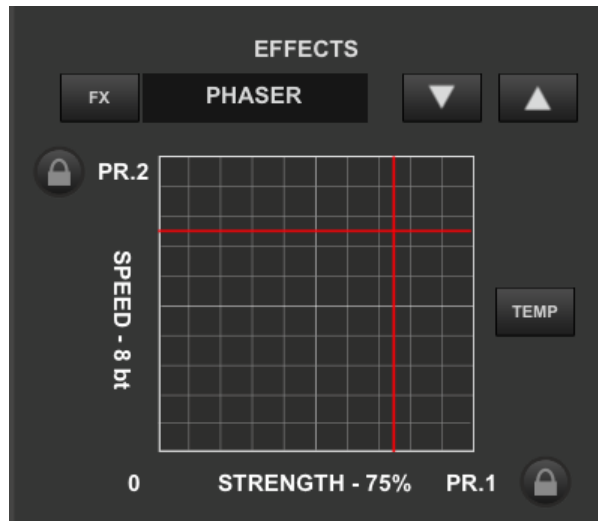 EFFECTS
FX PHASER
PR.2
SPEED - 8 bt
TEMP
0 STRENGTH - 75% PR.1